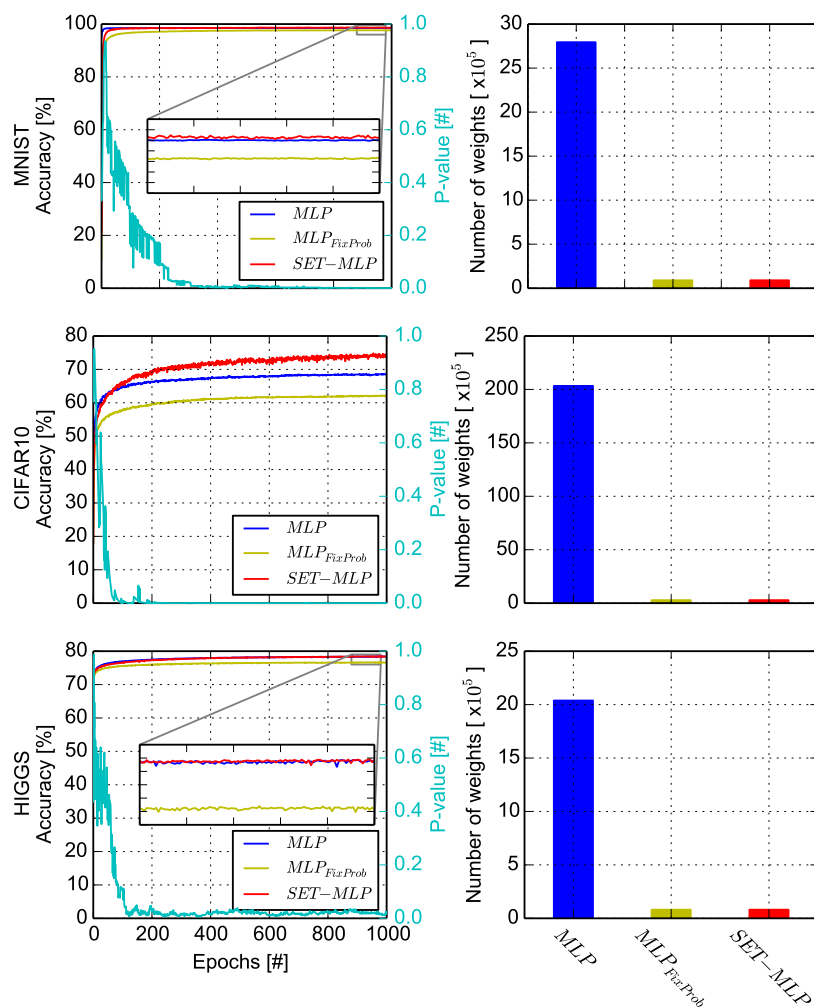 MNIST
Accuracy [%]
100
80
60
40
20
0
1.0
0.8
0.6
0.4
0.2
0.0
P-value [#]
MLP
MLP_FixProb
SET−MLP
Number of weights [ x10^5 ]
30
25
20
15
10
5
0
CIFAR10
Accuracy [%]
80
70
60
50
40
30
20
10
0
0
200
400
600
800
1000
1.0
0.8
0.6
0.4
0.2
0.0
P-value [#]
MLP
MLP_FixProb
SET−MLP
Number of weights [ x10^5 ]
250
200
150
100
50
0
HIGGS
Accuracy [%]
80
70
60
50
40
30
20
10
0
1.0
0.8
0.6
0.4
0.2
0.0
P-value [#]
MLP
MLP_FixProb
SET−MLP
0
200
400
600
800
1000
Epochs [#]
Number of weights [ x10^5 ]
25
20
15
10
5
0
MLP
MLP_FixProb
SET−MLP